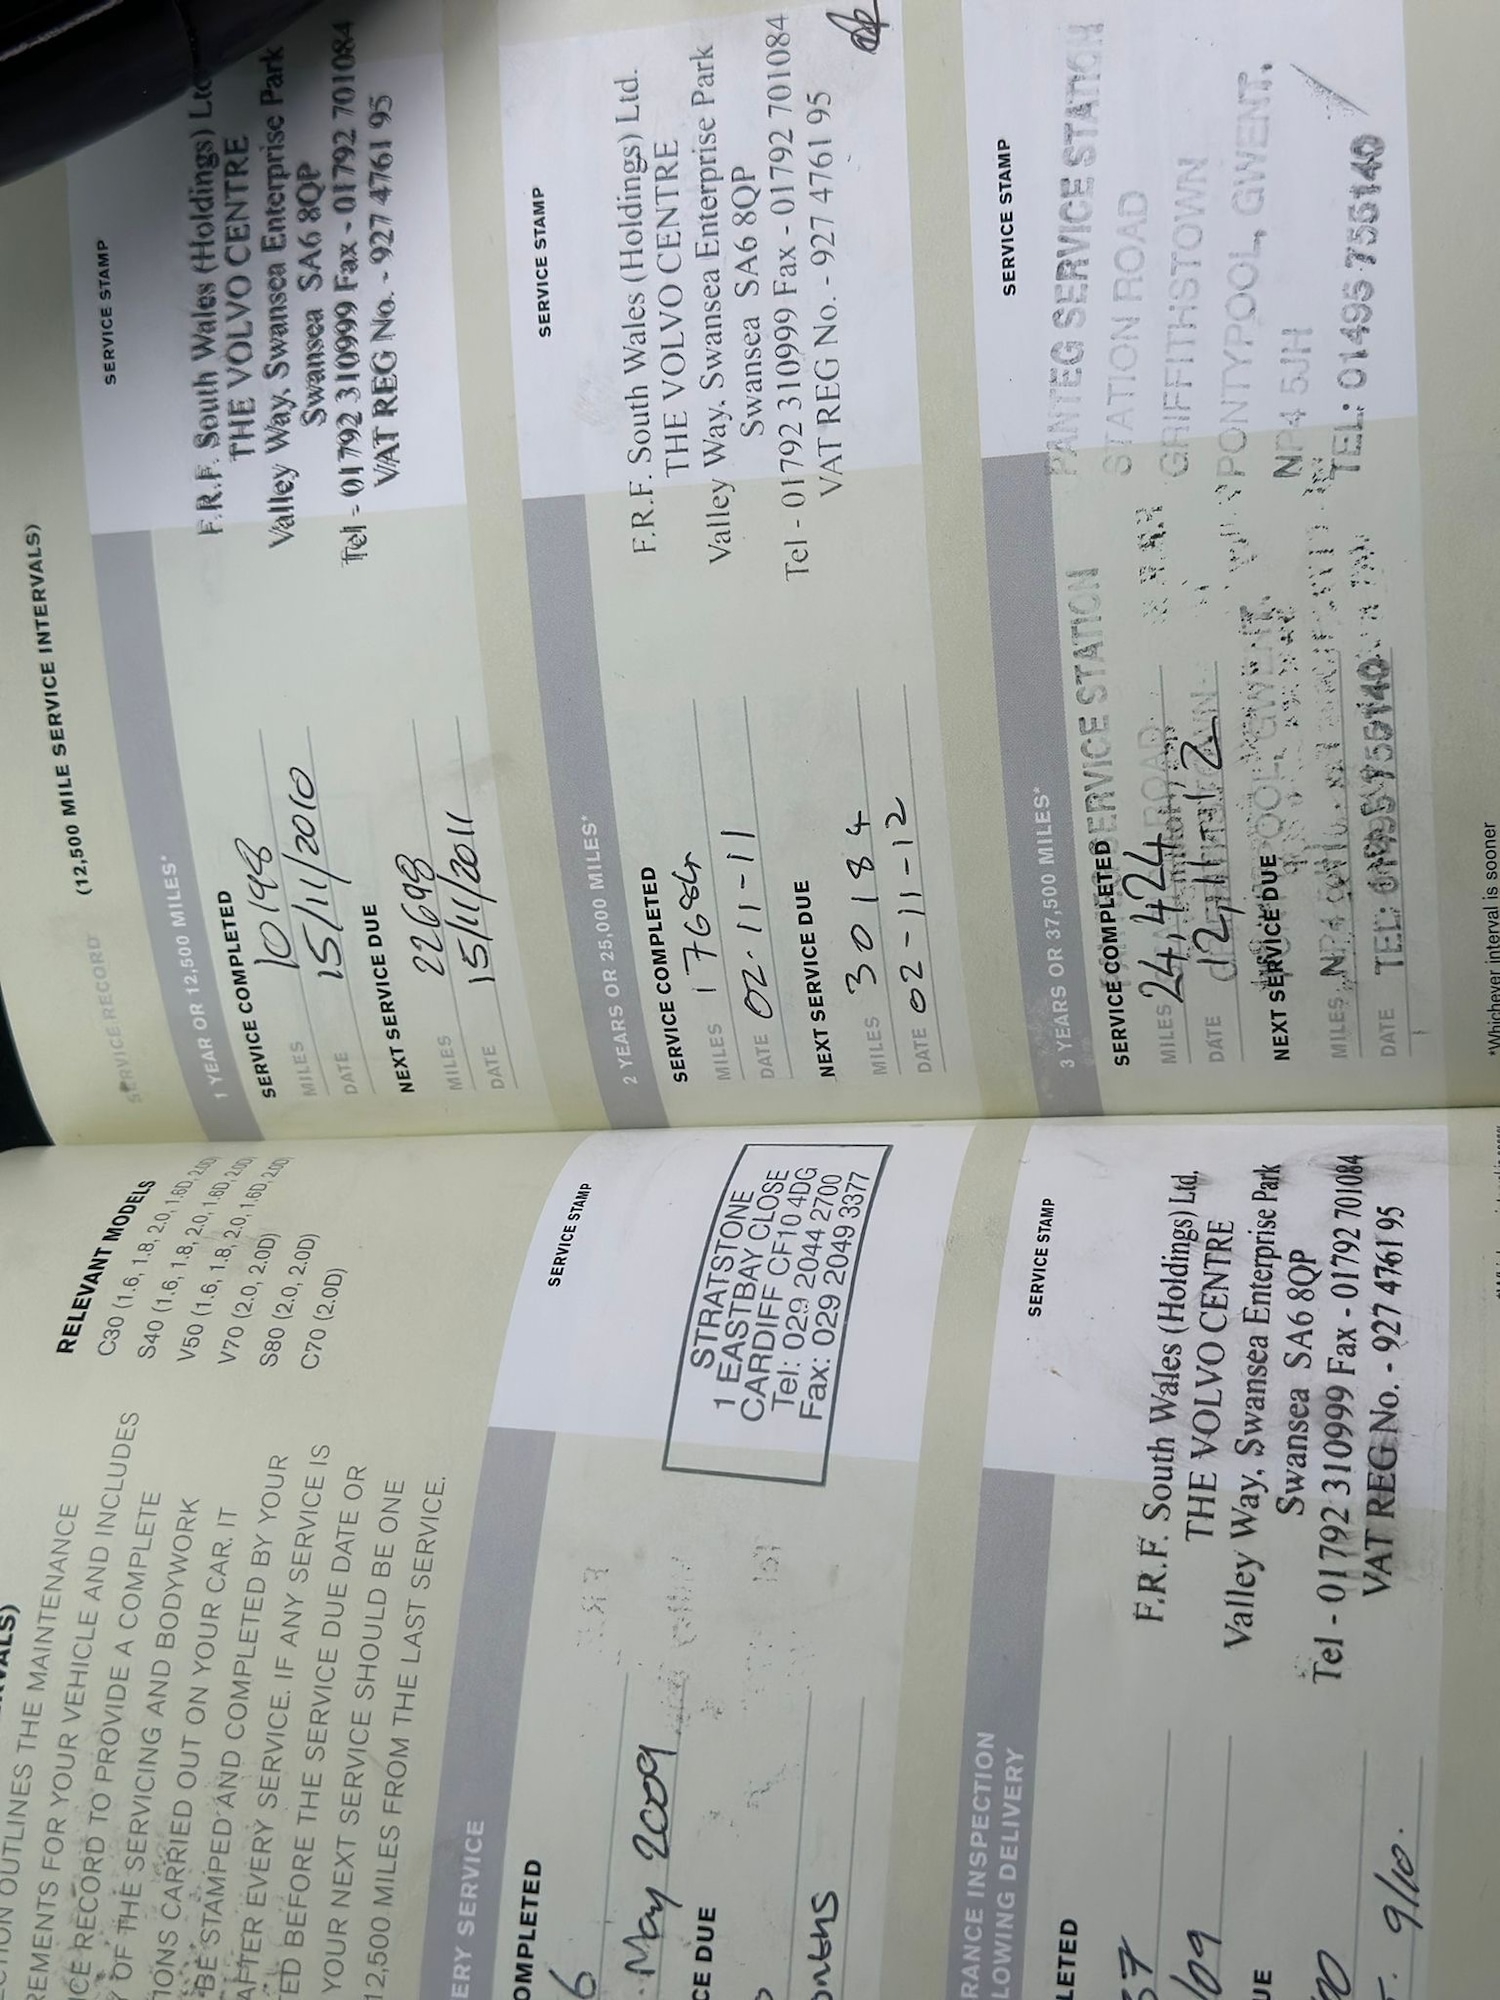 OUTLINES THE MAINTENANCE
REMENTS FOR YOUR VEHICLE AND INCLUDES
ICE RECORD TO PROVIDE A COMPLETE
OF THE SERVICING AND BODYWORK
IONS CARRIED OUT ON YOUR CAR. IT
BE STAMPED AND COMPLETED BY YOUR
AFTER EVERY SERVICE. IF ANY SERVICE IS
TED BEFORE THE SERVICE DUE DATE OR
YOUR NEXT SERVICE SHOULD BE ONE
12,500 MILES FROM THE LAST SERVICE.
RELEVANT MODELS
C30 (1.6, 1.8, 2.0, 1.6D, 2.0D)
S40 (1.6, 1.8, 2.0, 1.6D, 2.0D)
V50 (1.6, 1.8, 2.0, 1.6D, 2.0D)
V70 (2.0, 2.0D)
S80 (2.0, 2.0D)
C70 (2.0D)
ERY SERVICE
OMPLETED
6
May 2009
CE DUE
onths
SERVICE STAMP
STRATSTONE
1 EASTBAY CLOSE
CARDIFF CF10 4DG
Tel: 029 2044 2700
Fax: 029 2049 3377
RANCE INSPECTION
LOWING DELIVERY
LETED
37
/09
UE
9/10.
SERVICE STAMP
F.R.F. South Wales (Holdings) Ltd.
THE VOLVO CENTRE
Valley Way, Swansea Enterprise Park
Swansea SA6 8QP
Tel - 01792 310999 Fax - 01792 701084
VAT REG No. - 927 4761 95
SERVICE RECORD (12,500 MILE SERVICE INTERVALS)
1 YEAR OR 12,500 MILES*
SERVICE COMPLETED
MILES 10198
DATE 15/11/2010
NEXT SERVICE DUE
MILES 22698
DATE 15/11/2011
SERVICE STAMP
F.R.F. South Wales (Holdings) Ltd
THE VOLVO CENTRE
Valley Way, Swansea Enterprise Park
Swansea SA6 8QP
Tel - 01792 310999 Fax - 01792 701084
VAT REG No. - 927 4761 95
2 YEARS OR 25,000 MILES*
SERVICE COMPLETED
MILES 17684
DATE 02-11-11
NEXT SERVICE DUE
MILES 30184
DATE 02-11-12
SERVICE STAMP
F.R.F. South Wales (Holdings) Ltd.
THE VOLVO CENTRE
Valley Way, Swansea Enterprise Park
Swansea SA6 8QP
Tel - 01792 310999 Fax - 01792 701084
VAT REG No. - 927 4761 95
3 YEARS OR 37,500 MILES*
SERVICE COMPLETED
MILES 24,424
DATE
NEXT SERVICE DUE
MILES
DATE
SERVICE STATION
SERVICE STAMP
PANTEG SERVICE STATION
STATION ROAD
GRIFFITHSTOWN
PONTYPOOL, GWENT.
NP4 5JH
TEL: 01495 755140
*Whichever interval is sooner